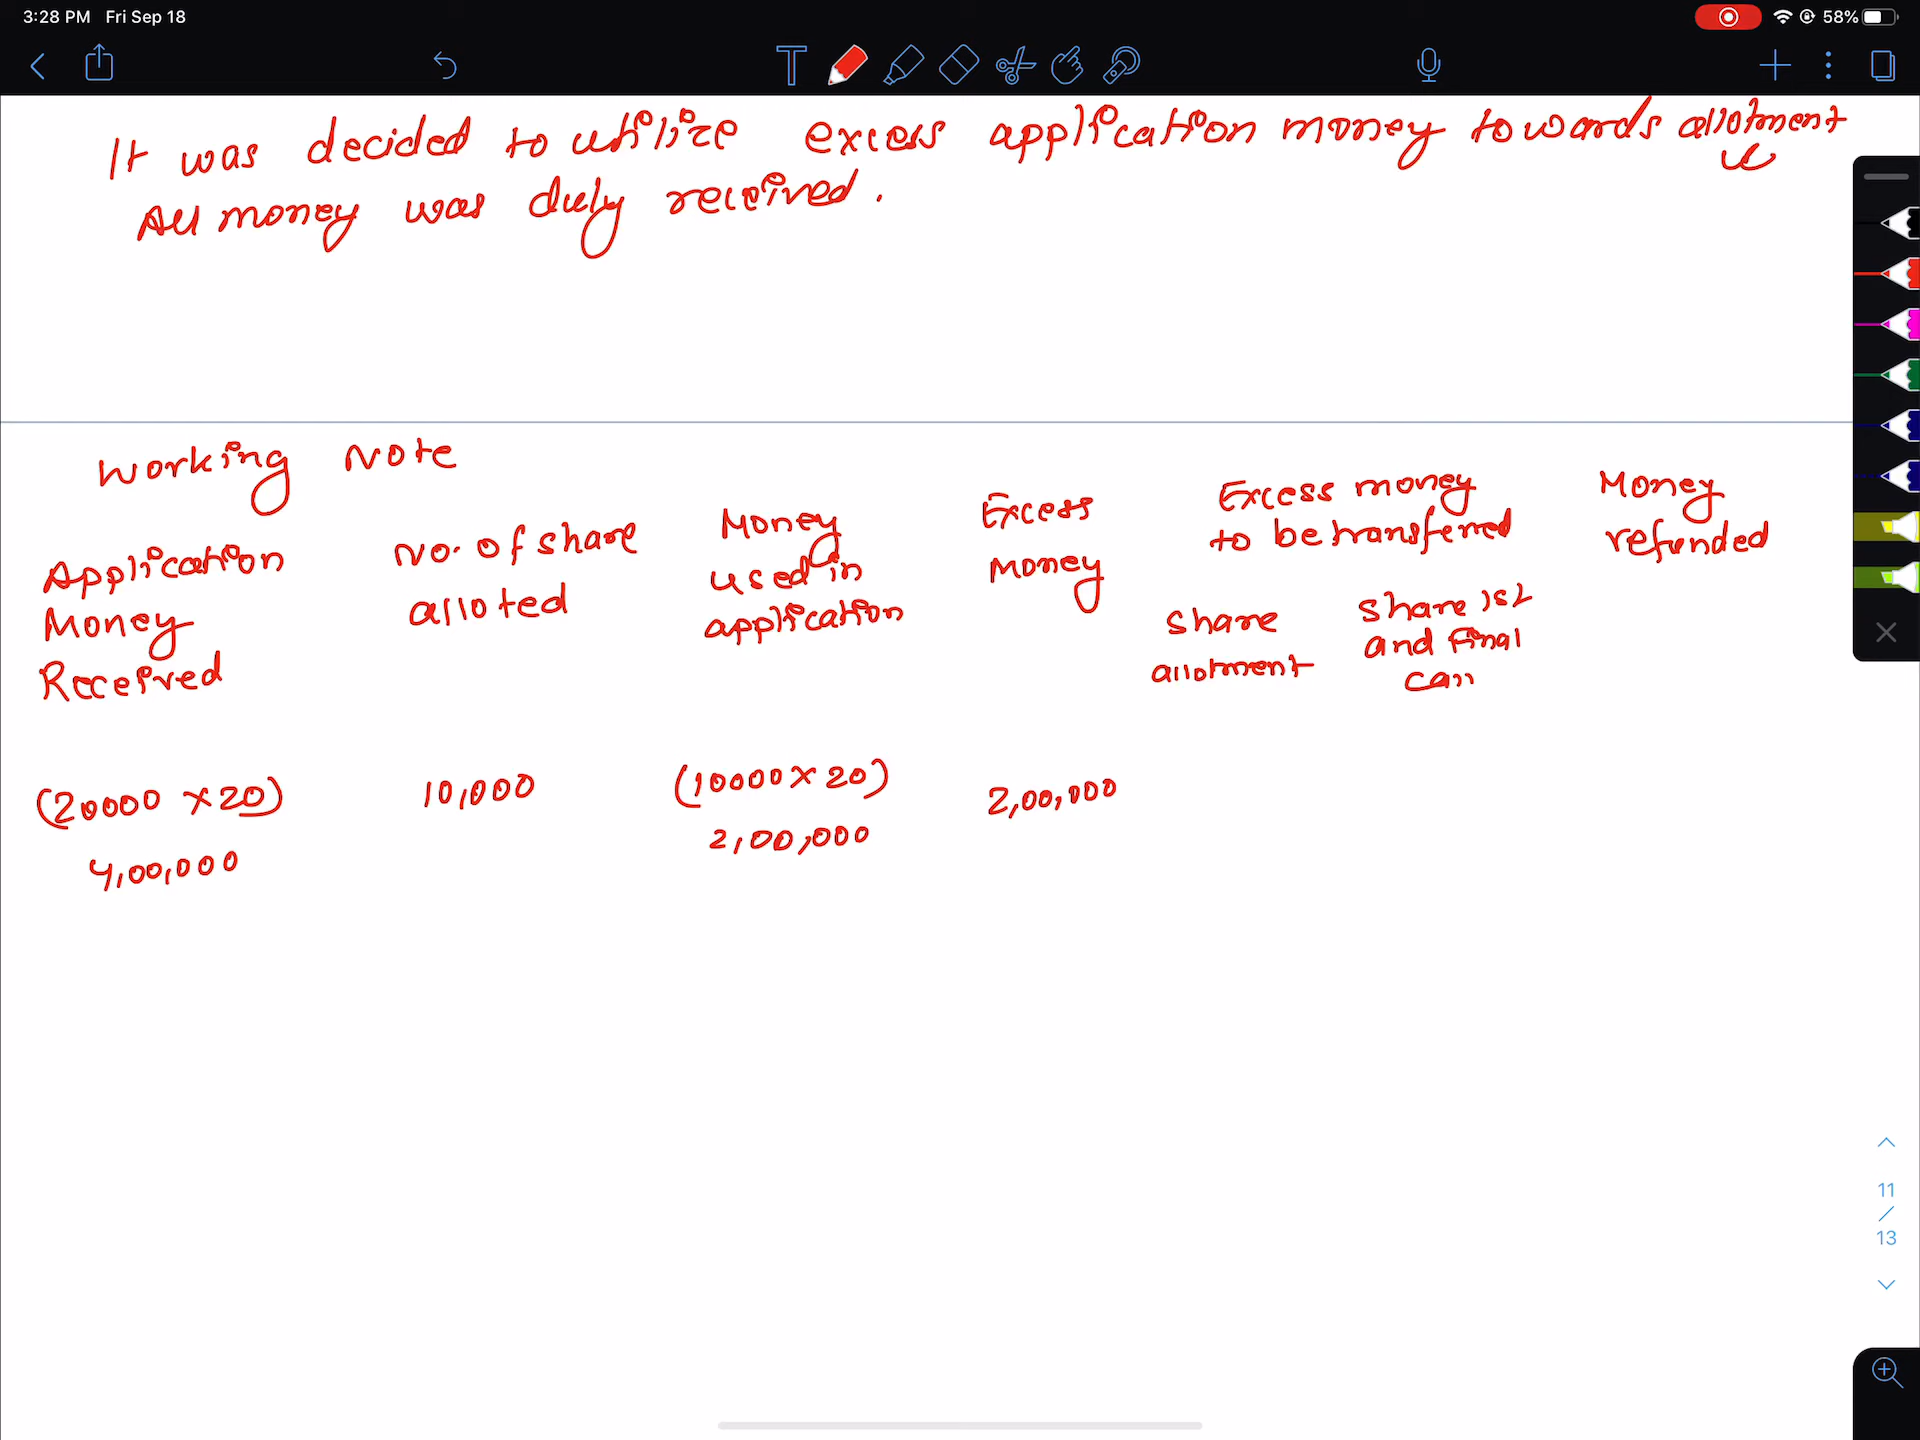 3:28 PM Fri Sep 18
58%
It was decided to utilize excess application money towards allotment
All money was duly received.
Working Note
Application
Money
Received
No. of share
alloted
Money
used in
application
Excess
Money
Excess money
to be transferred
Share
allotment
Share 1st
and final
call
Money
refunded
(20000 × 20)
4,00,000
10,000
(10000 × 20)
2,00,000
2,00,000
11
/
13